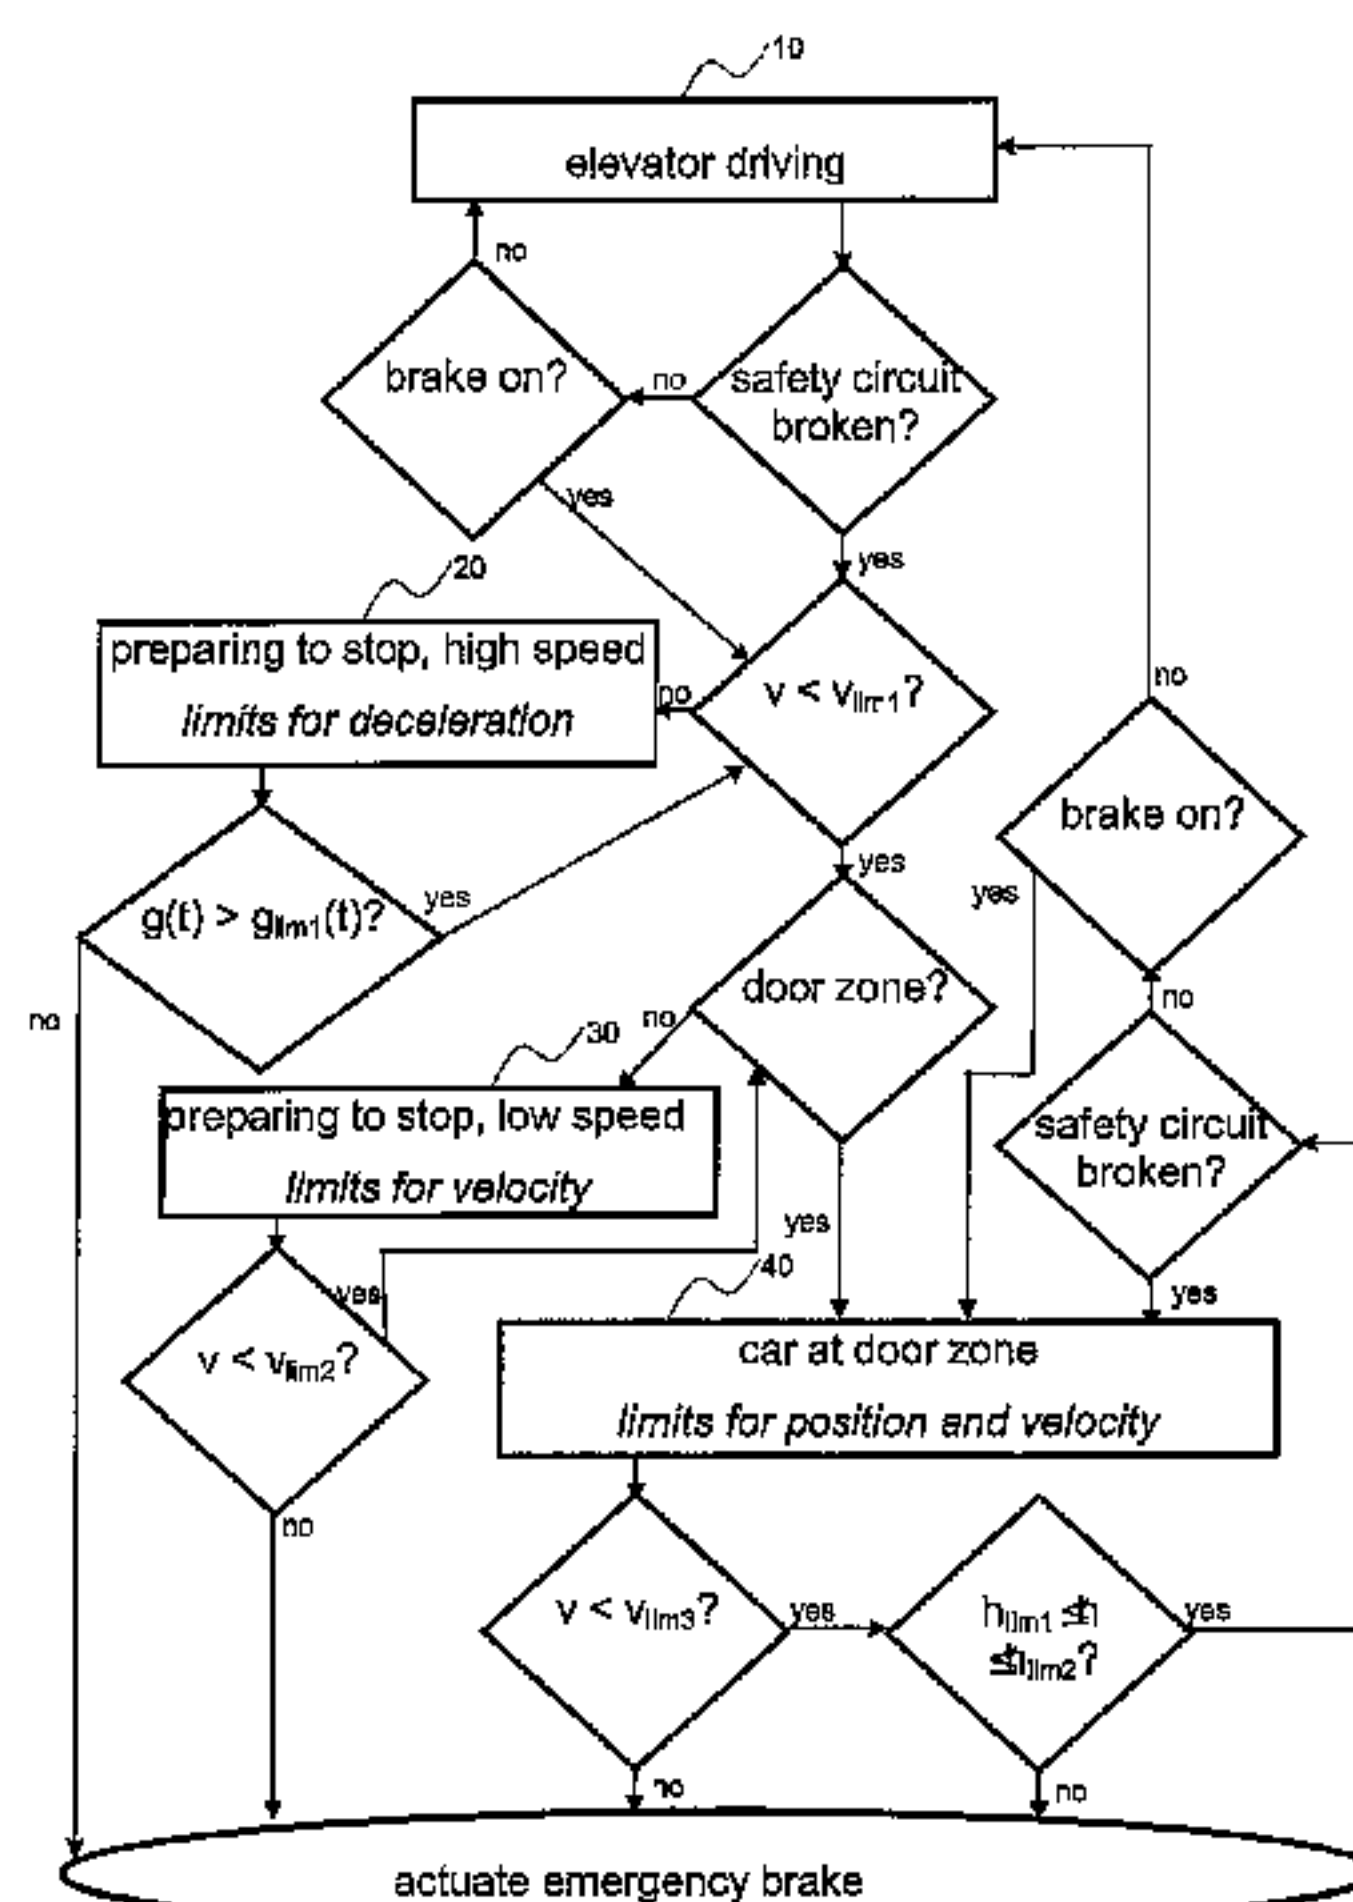 10
elevator driving
no
brake on?
no
safety circuit
broken?
yes
20
yes
preparing to stop, high speed
limits for deceleration
no
v < vlim1?
no
brake on?
g(t) > glim1(t)?
yes
yes
yes
door zone?
no
no
30
no
preparing to stop, low speed
limits for velocity
safety circuit
broken?
yes
40
yes
yes
v < vlim2?
car at door zone
limits for position and velocity
no
v < vlim3?
yes
hlim1 ≤h
≤hlim2?
yes
no
no
actuate emergency brake